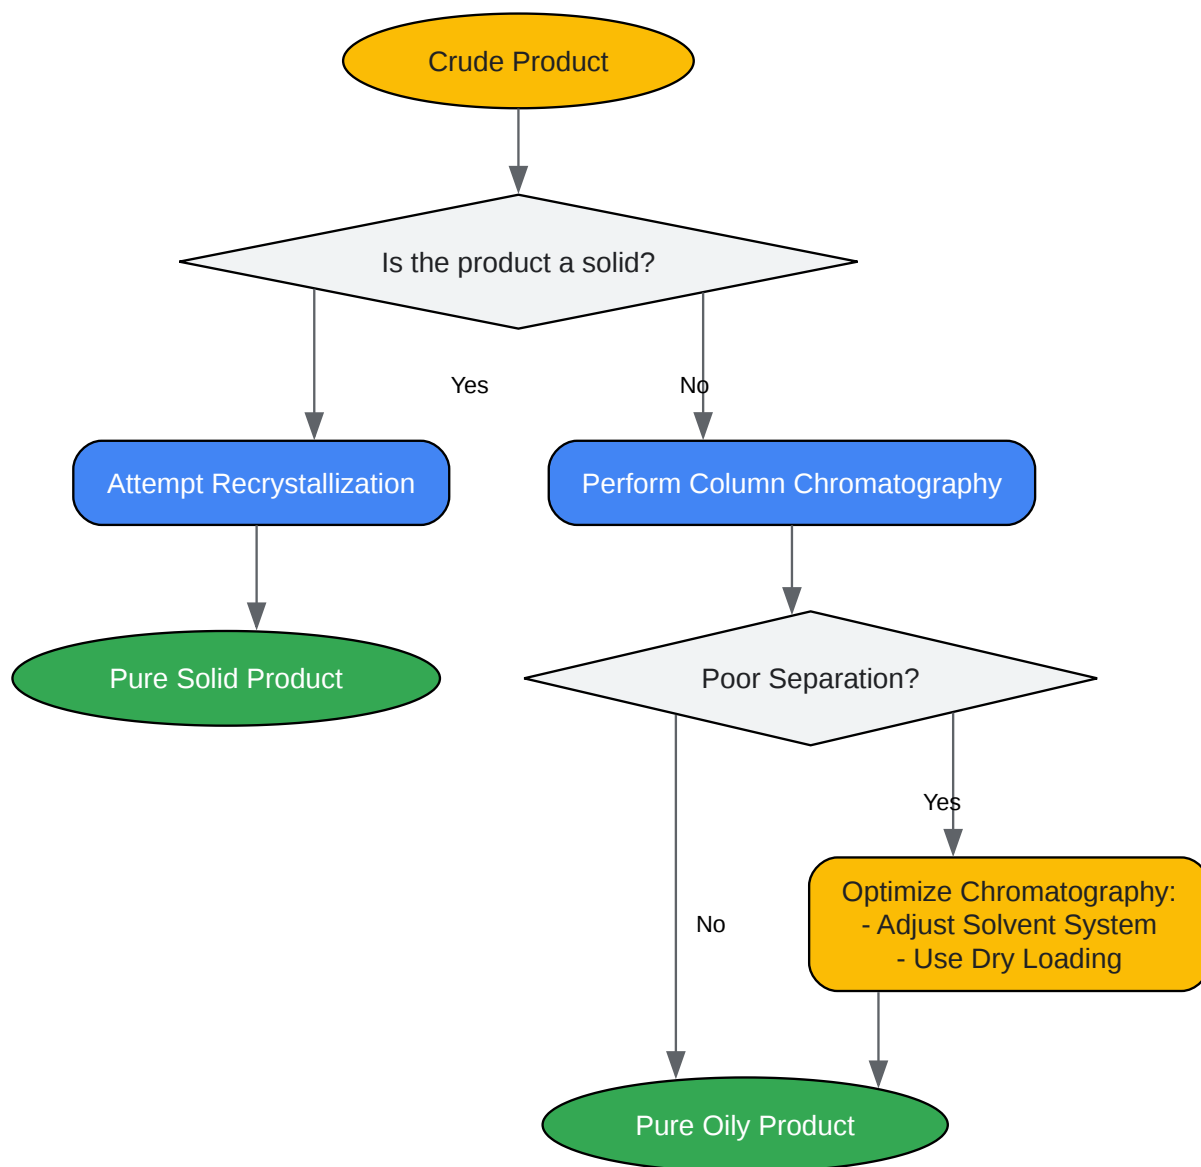 Crude Product
Is the product a solid?
Yes
No
Attempt Recrystallization
Perform Column Chromatography
Pure Solid Product
Poor Separation?
Yes
Optimize Chromatography:
- Adjust Solvent System
- Use Dry Loading
No
Pure Oily Product